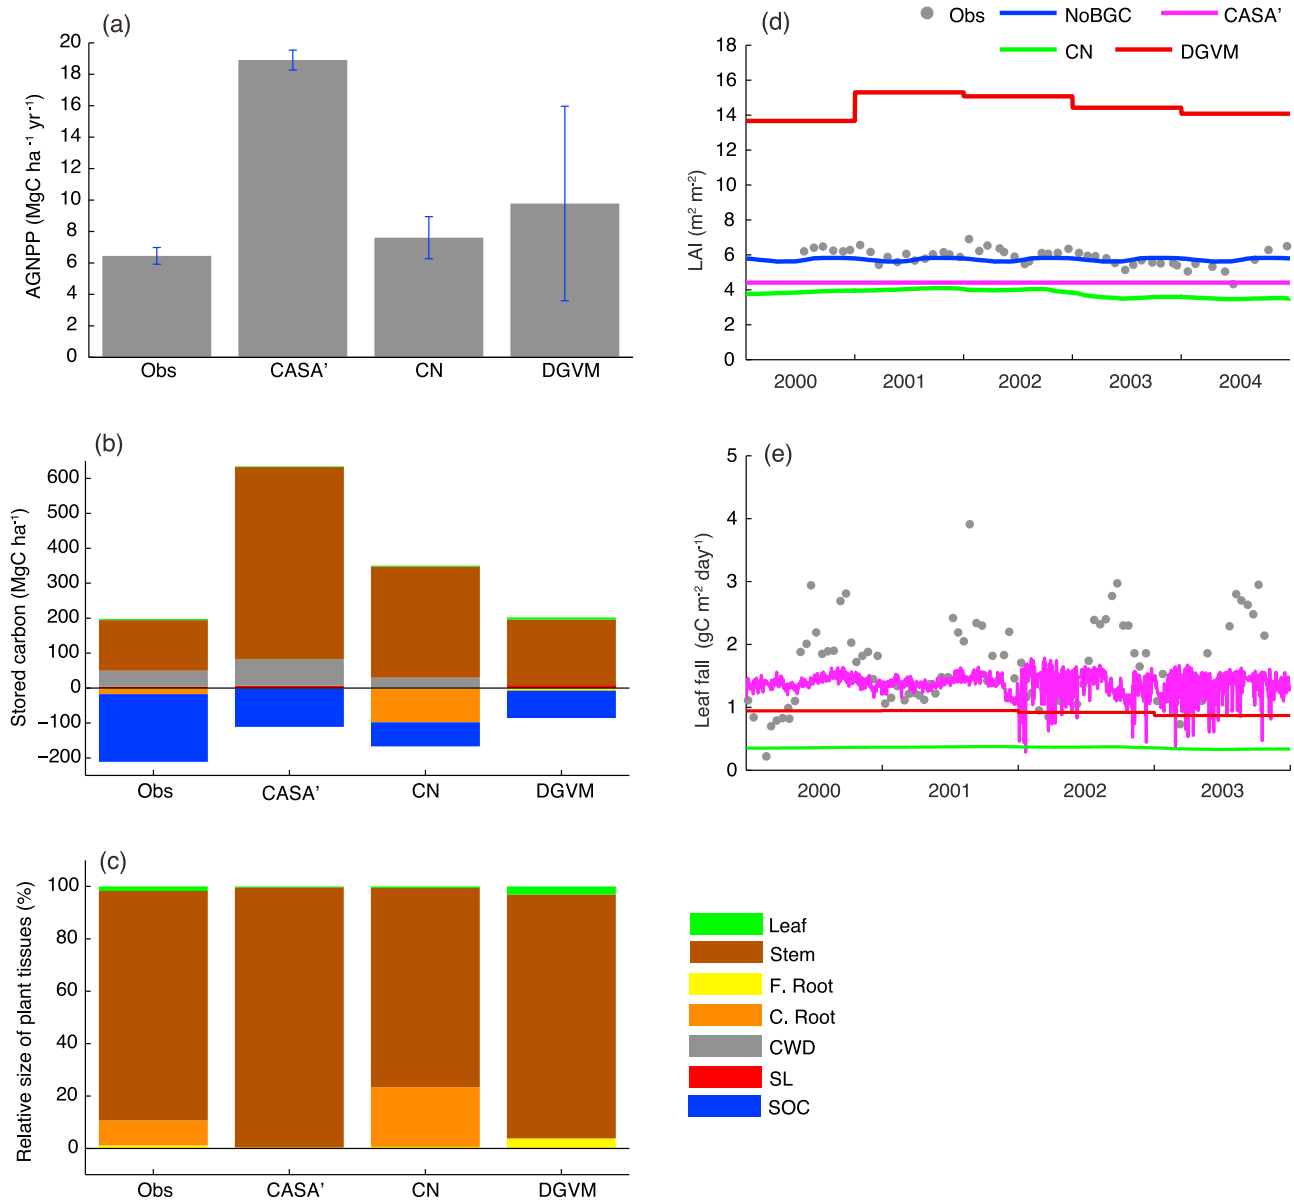 (a)
AGNPP (MgC ha⁻¹ yr⁻¹)
20
18
16
14
12
10
8
6
4
2
0
Obs CASA’ CN DGVM
(b)
Stored carbon (MgC ha⁻¹)
600
500
400
300
200
100
0
−100
−200
Obs CASA’ CN DGVM
(c)
Relative size of plant tissues (%)
100
80
60
40
20
0
Obs CASA’ CN DGVM
(d)
Obs NoBGC CASA’
CN DGVM
LAI (m² m⁻²)
18
16
14
12
10
8
6
4
2
0
2000 2001 2002 2003 2004
(e)
Leaf fall (gC m⁻² day⁻¹)
5
4
3
2
1
0
2000 2001 2002 2003
Leaf
Stem
F. Root
C. Root
CWD
SL
SOC